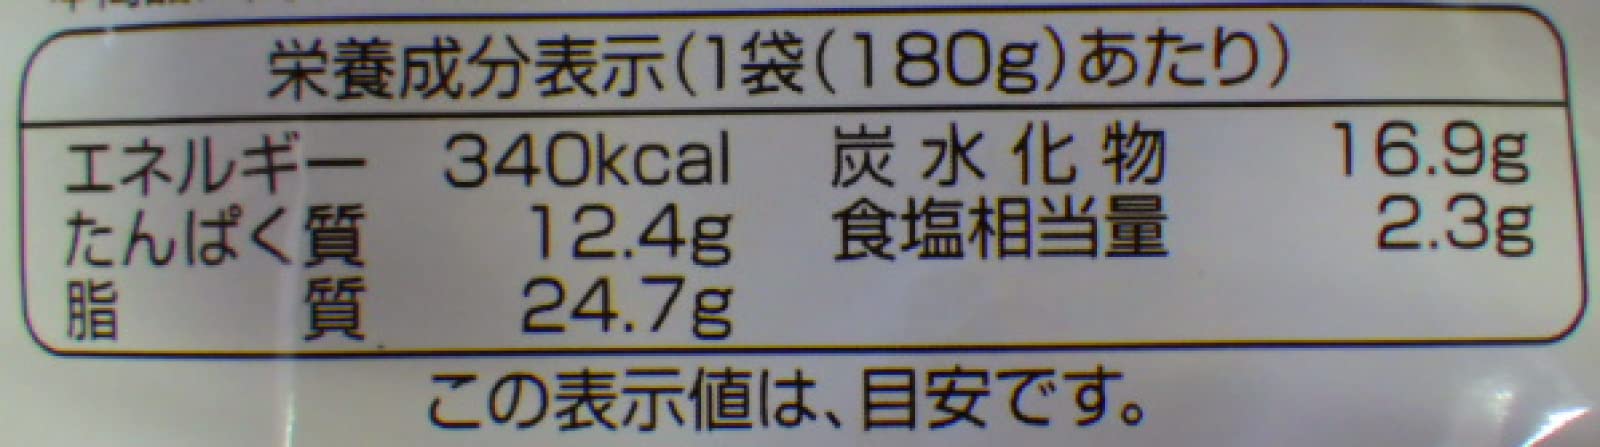 栄養成分表示(1袋(180g)あたり)
エネルギー 340kcal 炭水化物 16.9g
たんぱく質 12.4g 食塩相当量 2.3g
脂質 24.7g
この表示値は、目安です。